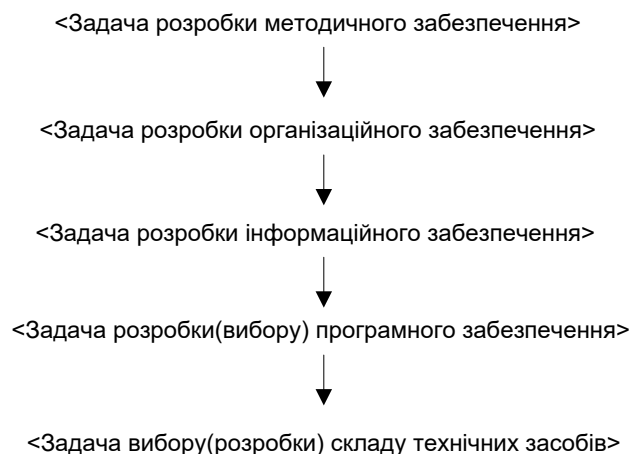 <Задача розробки методичного забезпечення>
<Задача розробки організаційного забезпечення>
<Задача розробки інформаційного забезпечення>
<Задача розробки(вибору) програмного забезпечення>
<Задача вибору(розробки) складу технічних засобів>